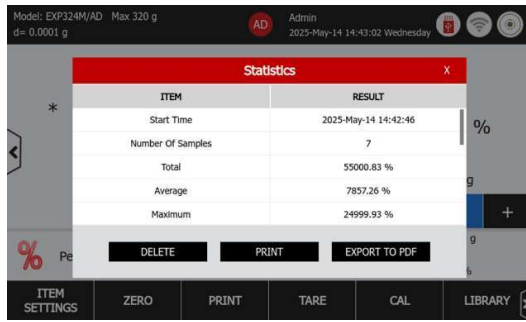 Model: EXP324M/AD Max 320 g
d= 0.0001 g
AD
Admin
2025-May-14 14:43:02 Wednesday
Statistics X
ITEM RESULT
Start Time 2025-May-14 14:42:46
Number Of Samples 7
Total 55000.83 %
Average 7857.26 %
Maximum 24999.93 %
DELETE PRINT EXPORT TO PDF
* %
g
+
% Pe
g
%
ITEM SETTINGS ZERO PRINT TARE CAL LIBRARY